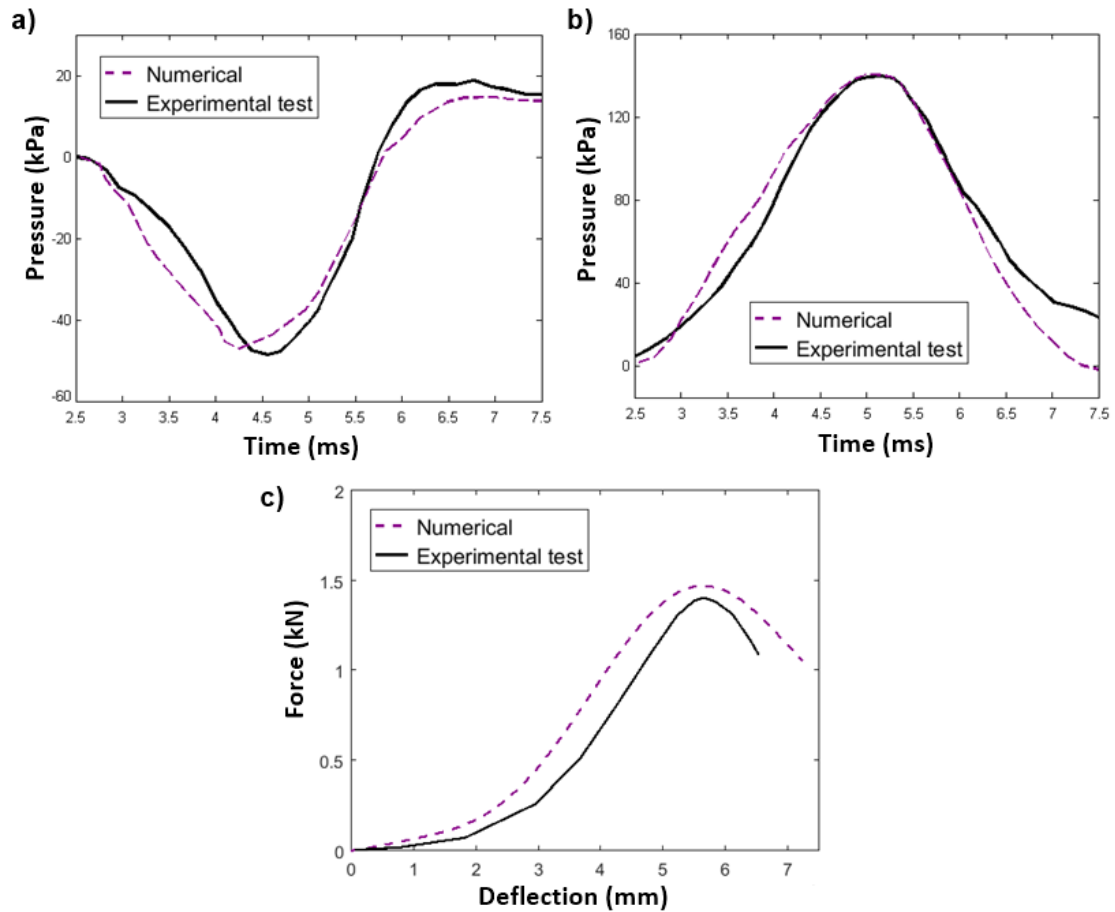 a)
Numerical
Experimental test
20
0
-20
-40
-60
Pressure (kPa)
2.5 3 3.5 4 4.5 5 5.5 6 6.5 7 7.5
Time (ms)
b)
160
120
80
40
0
Pressure (kPa)
Numerical
Experimental test
2.5 3 3.5 4 4.5 5 5.5 6 6.5 7 7.5
Time (ms)
c)
2
1.5
1
0.5
0
Force (kN)
Numerical
Experimental test
0 1 2 3 4 5 6 7
Deflection (mm)